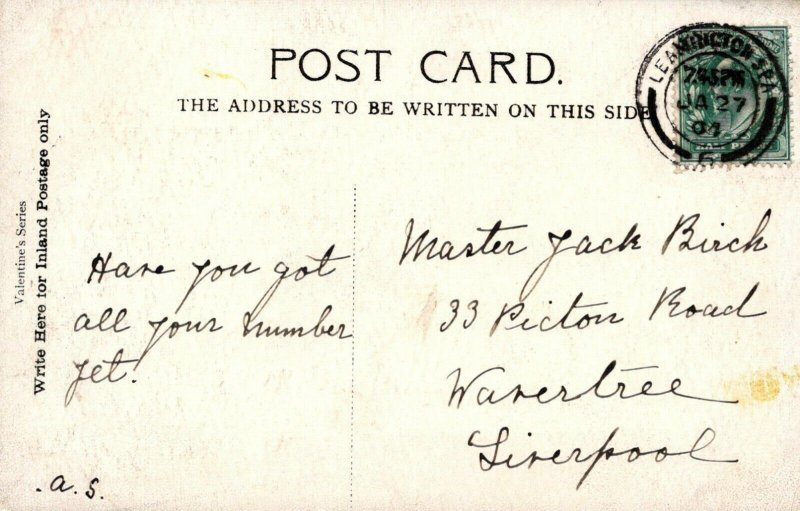 POST CARD.
THE ADDRESS TO BE WRITTEN ON THIS SIDE
LEAMINGTON-SPA
7.45PM
JA 27
Valentine's Series
Write Here for Inland Postage only
Have you got
all your number
yet.
.a. s.
Master Jack Birch
33 Picton Road
Wavertree
Liverpool